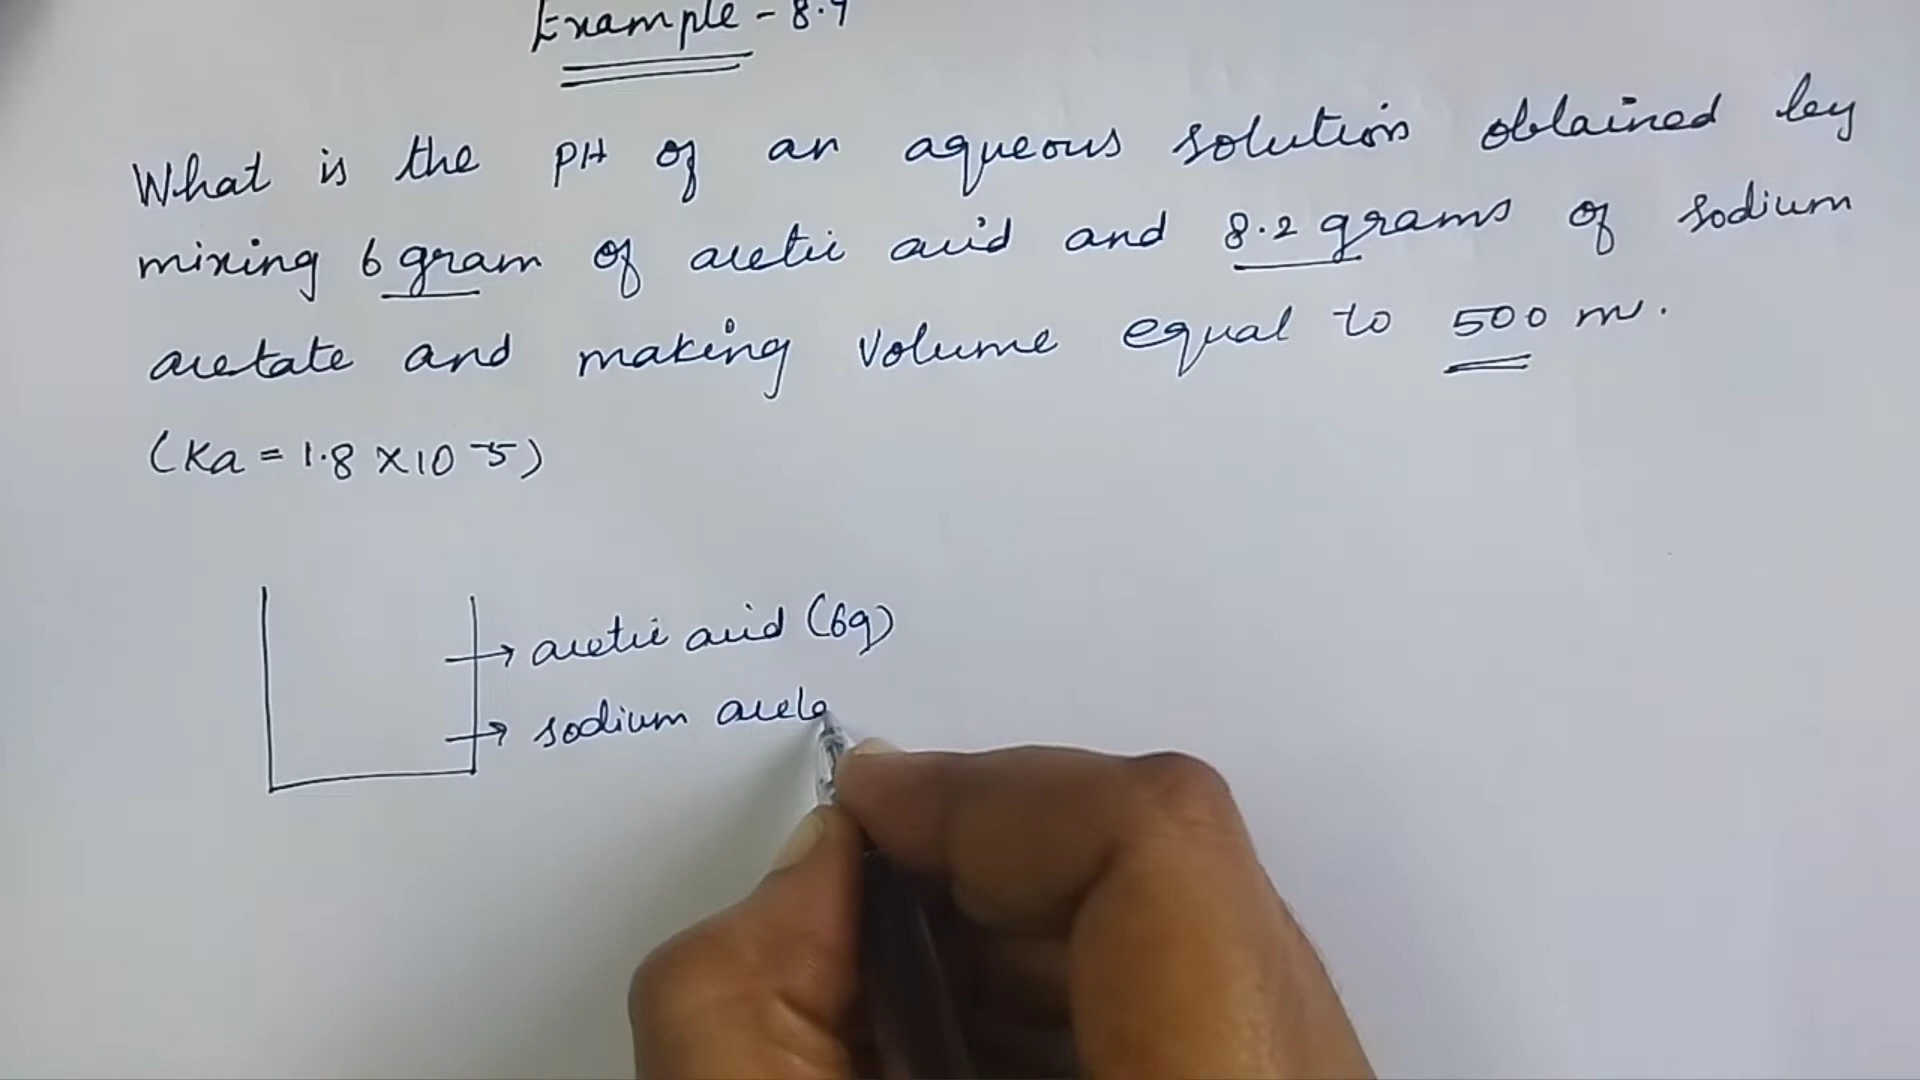 Example - 8.9
What is the PH of an aqueous solution obtained by
mixing 6 gram of acetic acid and 8.2 grams of sodium
acetate and making volume equal to 500 ml.
(Ka = 1.8 × 10 -5)
acetic acid (6g)
sodium aceta